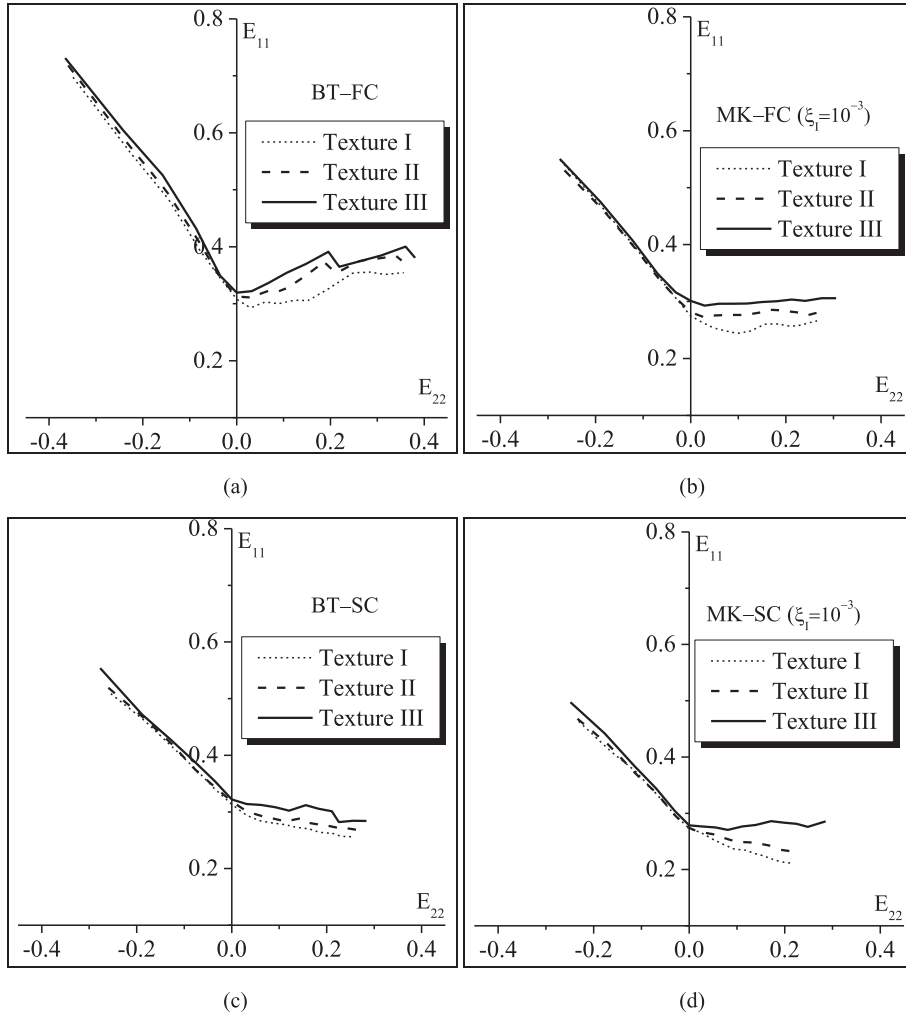 0.8
E₁₁
BT–FC
0.6
Texture I
Texture II
Texture III
0.4
0.2
E₂₂
-0.4 -0.2 0.0 0.2 0.4
(a)
0.8
E₁₁
MK–FC (ξ_I=10⁻³)
0.6
Texture I
Texture II
Texture III
0.4
0.2
E₂₂
-0.4 -0.2 0.0 0.2 0.4
(b)
0.8
E₁₁
BT–SC
0.6
Texture I
Texture II
Texture III
0.4
0.2
E₂₂
-0.4 -0.2 0.0 0.2 0.4
(c)
0.8
E₁₁
MK–SC (ξ_I=10⁻³)
0.6
Texture I
Texture II
Texture III
0.4
0.2
E₂₂
-0.4 -0.2 0.0 0.2 0.4
(d)